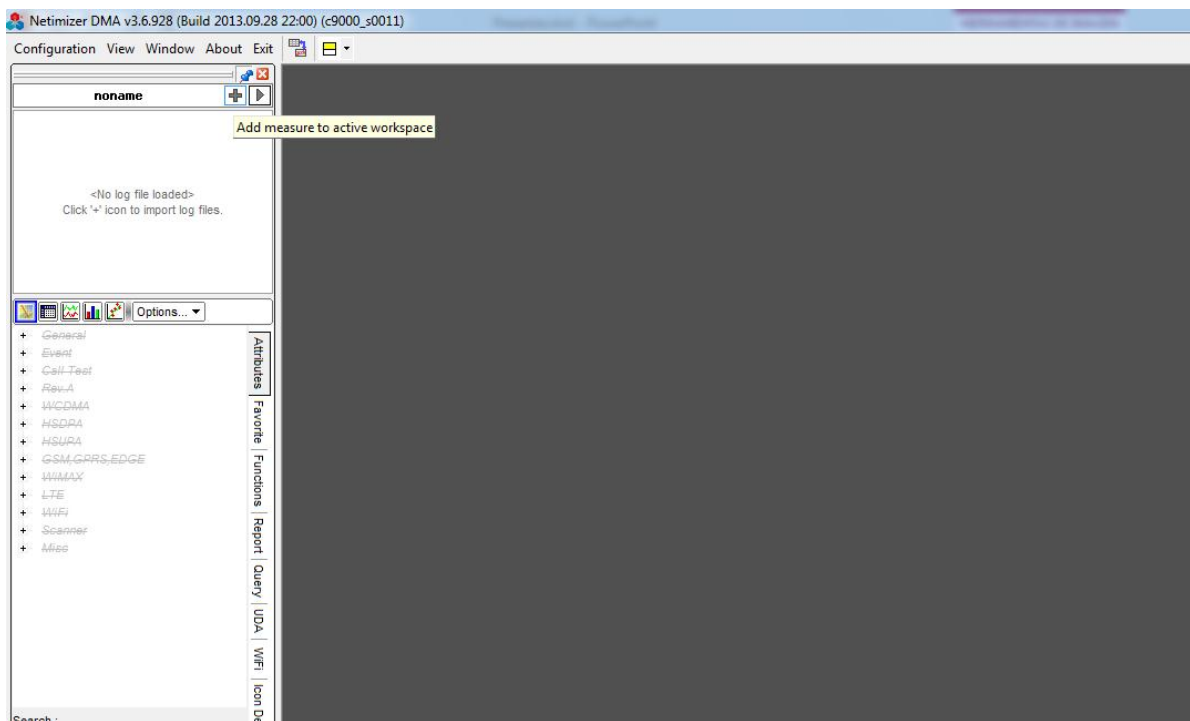 Netimizer DMA v3.6.928 (Build 2013.09.28 22:00) (c9000_s0011)
Configuration View Window About Exit
noname
Add measure to active workspace
<No log file loaded>
Click '+' icon to import log files.
Options...
General
Event
Call Test
Rev.A
WCDMA
HSDPA
HSUPA
GSM,GPRS,EDGE
WIMAX
LTE
WiFi
Scanner
Misc
Attributes
Favorite
Functions
Report
Query
UDA
WiFi
Icon De
Search :